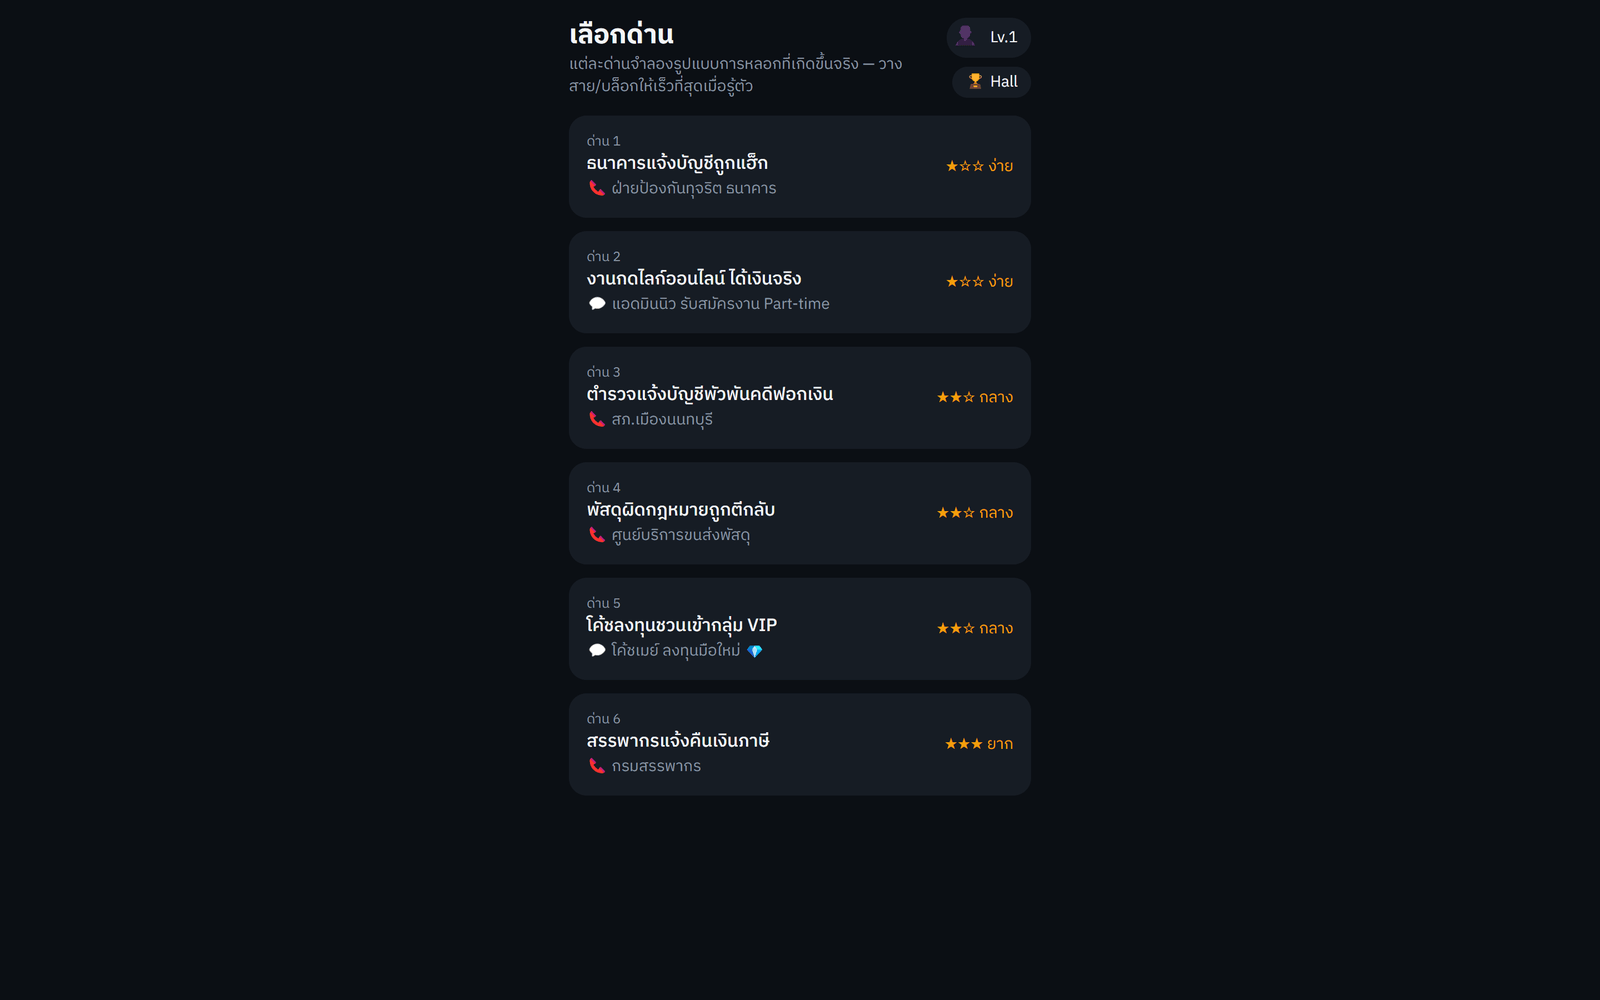 เลือกด่าน
แต่ละด่านจำลองรูปแบบการหลอกที่เกิดขึ้นจริง — วาง
สาย/บล็อกให้เร็วที่สุดเมื่อรู้ตัว
Lv.1
Hall
ด่าน 1
ธนาคารแจ้งบัญชีถูกแฮ็ก
ฝ่ายป้องกันทุจริต ธนาคาร
★☆☆ ง่าย
ด่าน 2
งานกดไลก์ออนไลน์ ได้เงินจริง
แอดมินนิว รับสมัครงาน Part-time
★☆☆ ง่าย
ด่าน 3
ตำรวจแจ้งบัญชีพัวพันคดีฟอกเงิน
สภ.เมืองนนทบุรี
★★☆ กลาง
ด่าน 4
พัสดุผิดกฎหมายถูกตีกลับ
ศูนย์บริการขนส่งพัสดุ
★★☆ กลาง
ด่าน 5
โค้ชลงทุนชวนเข้ากลุ่ม VIP
โค้ชเมย์ ลงทุนมือใหม่ 💎
★★☆ กลาง
ด่าน 6
สรรพากรแจ้งคืนเงินภาษี
กรมสรรพากร
★★★ ยาก